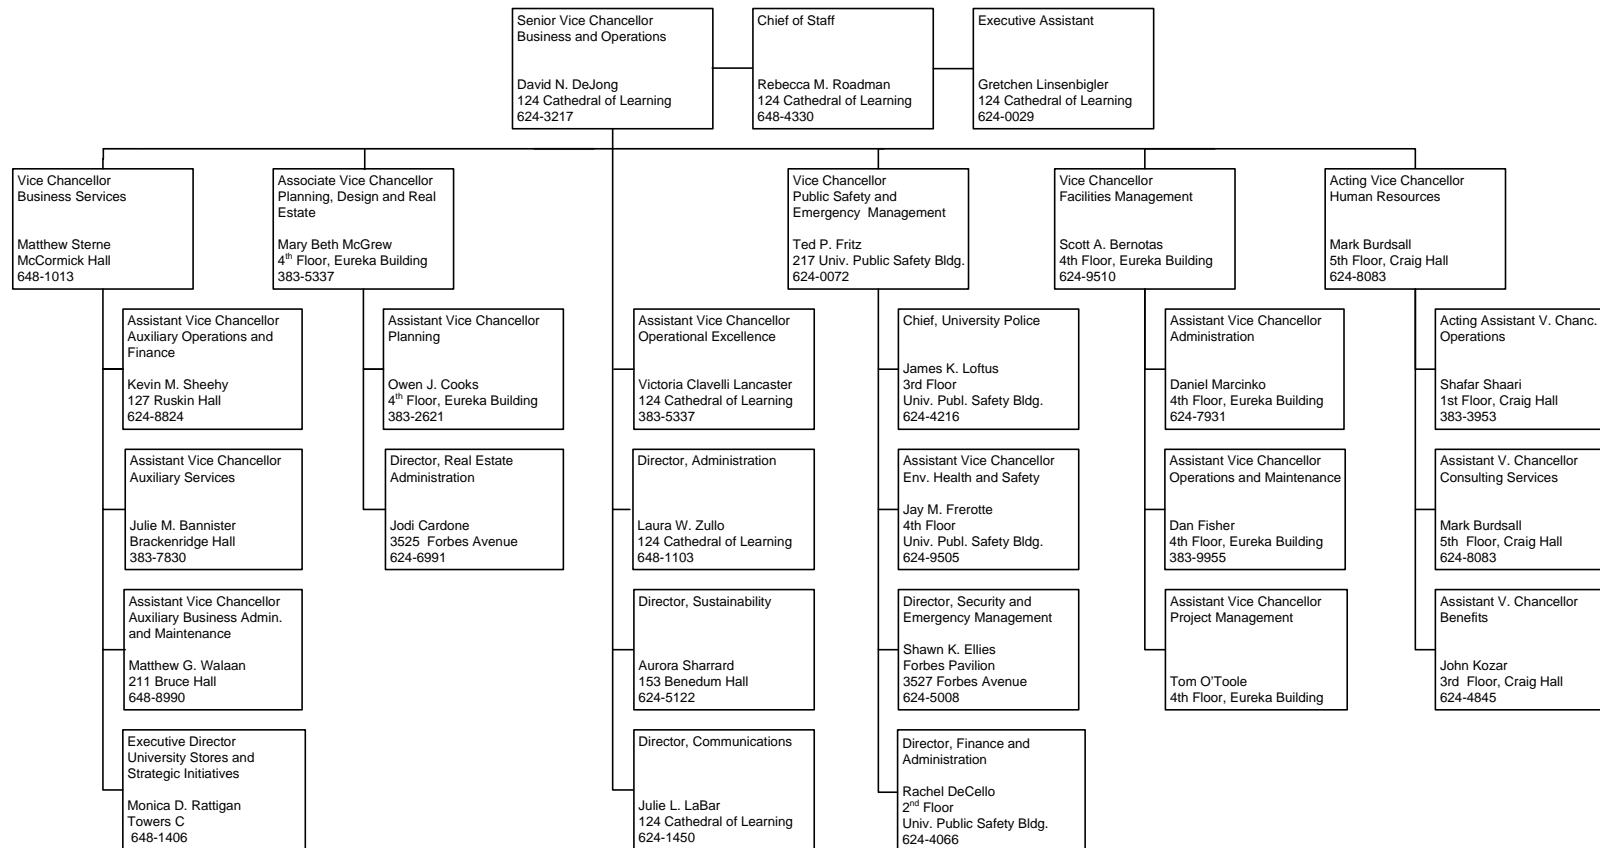 Senior Vice Chancellor
Business and Operations
David N. DeJong
124 Cathedral of Learning
624-3217
Chief of Staff
Rebecca M. Roadman
124 Cathedral of Learning
648-4330
Executive Assistant
Gretchen Linsenbigler
124 Cathedral of Learning
624-0029
Vice Chancellor
Business Services
Matthew Sterne
McCormick Hall
648-1013
Associate Vice Chancellor
Planning, Design and Real
Estate
Mary Beth McGrew
4th Floor, Eureka Building
383-5337
Vice Chancellor
Public Safety and
Emergency Management
Ted P. Fritz
217 Univ. Public Safety Bldg.
624-0072
Vice Chancellor
Facilities Management
Scott A. Bernotas
4th Floor, Eureka Building
624-9510
Acting Vice Chancellor
Human Resources
Mark Burdsall
5th Floor, Craig Hall
624-8083
Assistant Vice Chancellor
Auxiliary Operations and
Finance
Kevin M. Sheehy
127 Ruskin Hall
624-8824
Assistant Vice Chancellor
Planning
Owen J. Cooks
4th Floor, Eureka Building
383-2621
Assistant Vice Chancellor
Operational Excellence
Victoria Clavelli Lancaster
124 Cathedral of Learning
383-5337
Chief, University Police
James K. Loftus
3rd Floor
Univ. Publ. Safety Bldg.
624-4216
Assistant Vice Chancellor
Administration
Daniel Marcinko
4th Floor, Eureka Building
624-7931
Acting Assistant V. Chanc.
Operations
Shafar Shaari
1st Floor, Craig Hall
383-3953
Assistant Vice Chancellor
Auxiliary Services
Julie M. Bannister
Brackenridge Hall
383-7830
Director, Real Estate
Administration
Jodi Cardone
3525 Forbes Avenue
624-6991
Director, Administration
Laura W. Zullo
124 Cathedral of Learning
648-1103
Assistant Vice Chancellor
Env. Health and Safety
Jay M. Frerotte
4th Floor
Univ. Publ. Safety Bldg.
624-9505
Assistant Vice Chancellor
Operations and Maintenance
Dan Fisher
4th Floor, Eureka Building
383-9955
Assistant V. Chancellor
Consulting Services
Mark Burdsall
5th Floor, Craig Hall
624-8083
Assistant Vice Chancellor
Auxiliary Business Admin.
and Maintenance
Matthew G. Walaan
211 Bruce Hall
648-8990
Director, Sustainability
Aurora Sharrard
153 Benedum Hall
624-5122
Director, Security and
Emergency Management
Shawn K. Ellies
Forbes Pavilion
3527 Forbes Avenue
624-5008
Assistant Vice Chancellor
Project Management
Tom O'Toole
4th Floor, Eureka Building
Assistant V. Chancellor
Benefits
John Kozar
3rd Floor, Craig Hall
624-4845
Executive Director
University Stores and
Strategic Initiatives
Monica D. Rattigan
Towers C
648-1406
Director, Communications
Julie L. LaBar
124 Cathedral of Learning
624-1450
Director, Finance and
Administration
Rachel DeCello
2nd Floor
Univ. Public Safety Bldg.
624-4066